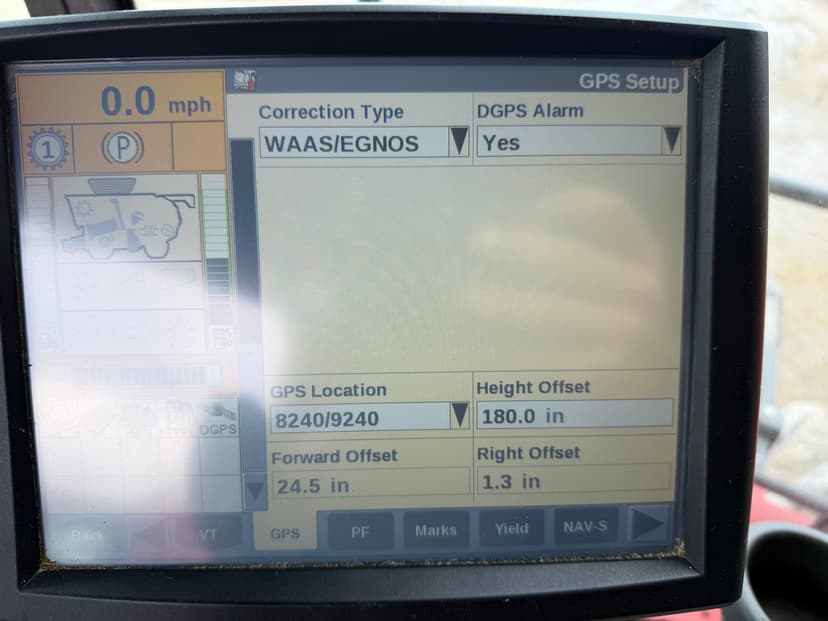 GPS Setup
0.0 mph
Correction Type
DGPS Alarm
WAAS/EGNOS
Yes
1
P
GPS Location
Height Offset
8240/9240
180.0 in
DGPS
Forward Offset
Right Offset
24.5 in
1.3 in
Back
VT
GPS
PF
Marks
Yield
NAV-S